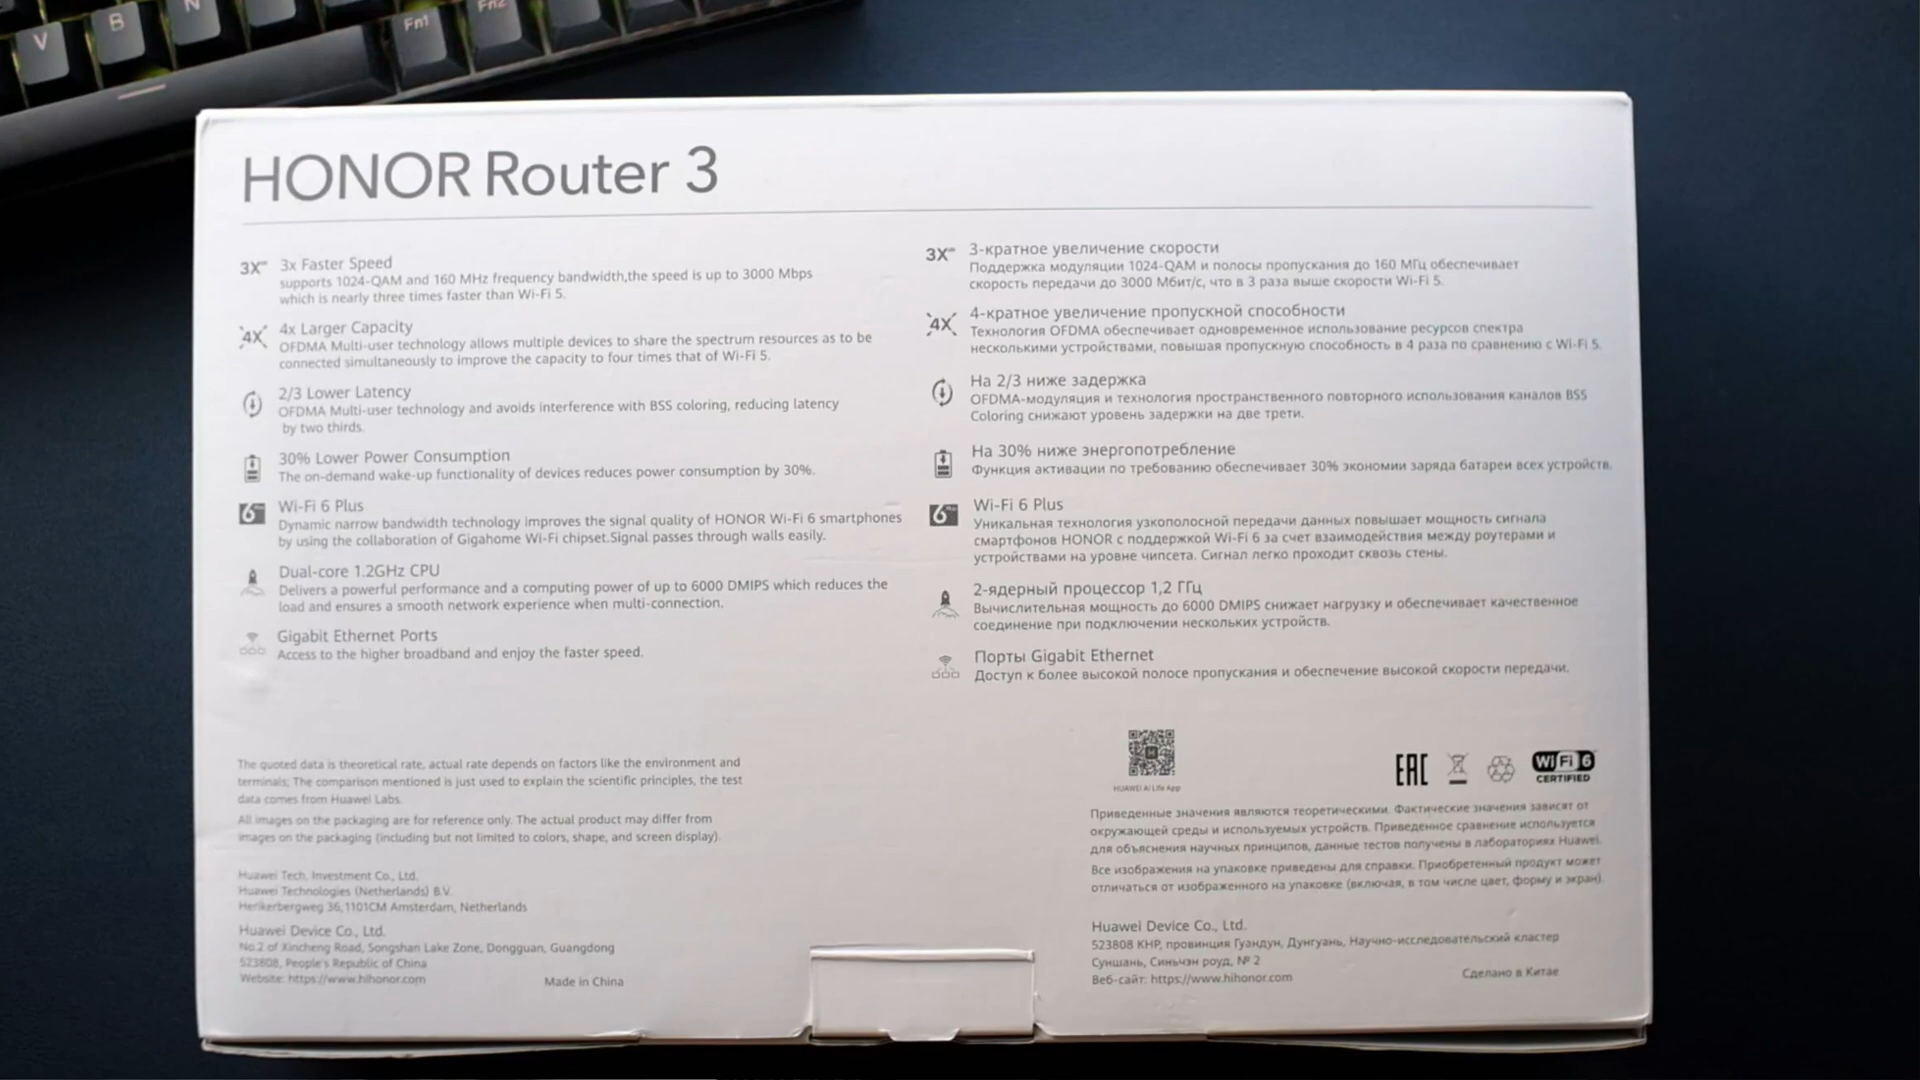 V
B
N
Fn1
Fn2
HONOR Router 3
3X
3x Faster Speed
supports 1024-QAM and 160 MHz frequency bandwidth,the speed is up to 3000 Mbps
which is nearly three times faster than Wi-Fi 5.
4X
4x Larger Capacity
OFDMA Multi-user technology allows multiple devices to share the spectrum resources as to be
connected simultaneously to improve the capacity to four times that of Wi-Fi 5.
2/3 Lower Latency
OFDMA Multi-user technology and avoids interference with BSS coloring, reducing latency
by two thirds.
30% Lower Power Consumption
The on-demand wake-up functionality of devices reduces power consumption by 30%.
6
Wi-Fi 6 Plus
Dynamic narrow bandwidth technology improves the signal quality of HONOR Wi-Fi 6 smartphones
by using the collaboration of Gigahome Wi-Fi chipset.Signal passes through walls easily.
Dual-core 1.2GHz CPU
Delivers a powerful performance and a computing power of up to 6000 DMIPS which reduces the
load and ensures a smooth network experience when multi-connection.
Gigabit Ethernet Ports
Access to the higher broadband and enjoy the faster speed.
3X
3-кратное увеличение скорости
Поддержка модуляции 1024-QAM и полосы пропускания до 160 МГц обеспечивает
скорость передачи до 3000 Мбит/с, что в 3 раза выше скорости Wi-Fi 5.
4X
4-кратное увеличение пропускной способности
Технология OFDMA обеспечивает одновременное использование ресурсов спектра
несколькими устройствами, повышая пропускную способность в 4 раза по сравнению с Wi-Fi 5.
На 2/3 ниже задержка
OFDMA-модуляция и технология пространственного повторного использования каналов BSS
Coloring снижают уровень задержки на две трети.
На 30% ниже энергопотребление
Функция активации по требованию обеспечивает 30% экономии заряда батареи всех устройств.
6
Wi-Fi 6 Plus
Уникальная технология узкополосной передачи данных повышает мощность сигнала
смартфонов HONOR с поддержкой Wi-Fi 6 за счет взаимодействия между роутерами и
устройствами на уровне чипсета. Сигнал легко проходит сквозь стены.
2-ядерный процессор 1,2 ГГц
Вычислительная мощность до 6000 DMIPS снижает нагрузку и обеспечивает качественное
соединение при подключении нескольких устройств.
Порты Gigabit Ethernet
Доступ к более высокой полосе пропускания и обеспечение высокой скорости передачи.
The quoted data is theoretical rate, actual rate depends on factors like the environment and
terminals; The comparison mentioned is just used to explain the scientific principles, the test
data comes from Huawei Labs.
All images on the packaging are for reference only. The actual product may differ from
images on the packaging (including but not limited to colors, shape, and screen display).
Huawei Tech. Investment Co., Ltd.
Huawei Technologies (Netherlands) B.V.
Herikerbergweg 36, 1101CM Amsterdam, Netherlands
Huawei Device Co., Ltd.
No.2 of Xincheng Road, Songshan Lake Zone, Dongguan, Guangdong
523808, People's Republic of China
Website: https://www.hihonor.com
Made in China
HUAWEI AI Life App
EAC
Wi Fi 6
CERTIFIED
Приведенные значения являются теоретическими. Фактические значения зависят от
окружающей среды и используемых устройств. Приведенное сравнение используется
для объяснения научных принципов, данные тестов получены в лабораториях Huawei.
Все изображения на упаковке приведены для справки. Приобретенный продукт может
отличаться от изображенного на упаковке (включая, в том числе цвет, форму и экран).
Huawei Device Co., Ltd.
523808 КНР, провинция Гуандун, Дунгуань, Научно-исследовательский кластер
Суншань, Синьчэн роуд, № 2
Веб-сайт: https://www.hihonor.com
Сделано в Китае